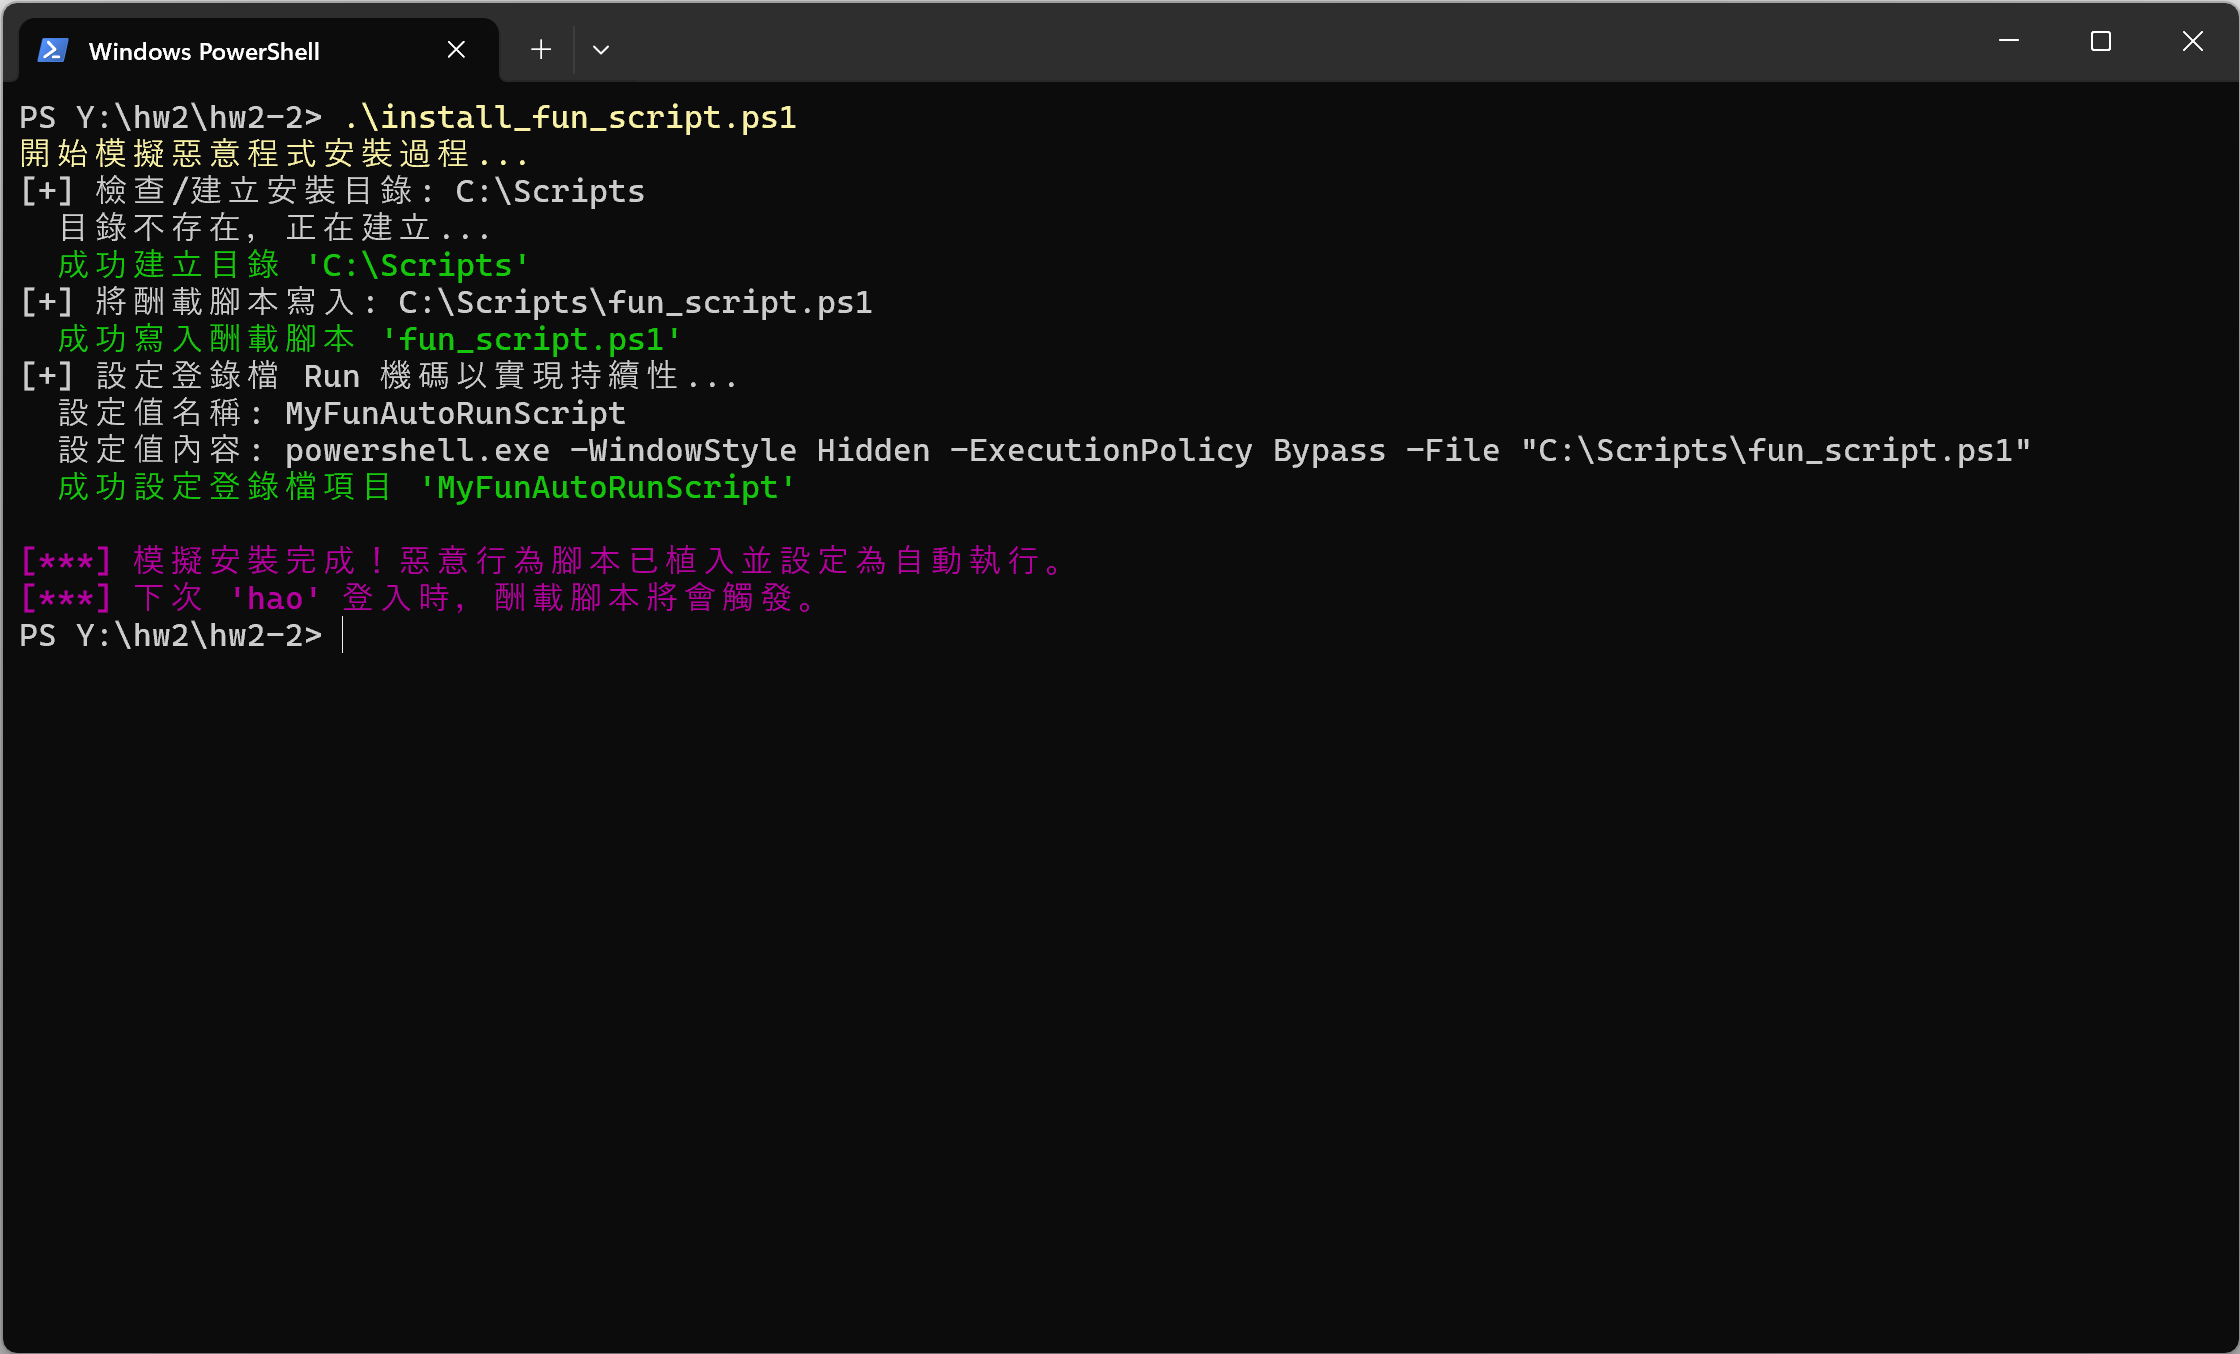 Windows PowerShell
PS Y:\hw2\hw2-2> .\install_fun_script.ps1
開始模擬惡意程式安裝過程...
[+] 檢查/建立安裝目錄: C:\Scripts
  目錄不存在, 正在建立...
  成功建立目錄 'C:\Scripts'
[+] 將酬載腳本寫入: C:\Scripts\fun_script.ps1
  成功寫入酬載腳本 'fun_script.ps1'
[+] 設定登錄檔 Run 機碼以實現持續性...
  設定值名稱: MyFunAutoRunScript
  設定值內容: powershell.exe -WindowStyle Hidden -ExecutionPolicy Bypass -File "C:\Scripts\fun_script.ps1"
  成功設定登錄檔項目 'MyFunAutoRunScript'
[***] 模擬安裝完成！惡意行為腳本已植入並設定為自動執行。
[***] 下次 'hao' 登入時, 酬載腳本將會觸發。
PS Y:\hw2\hw2-2>